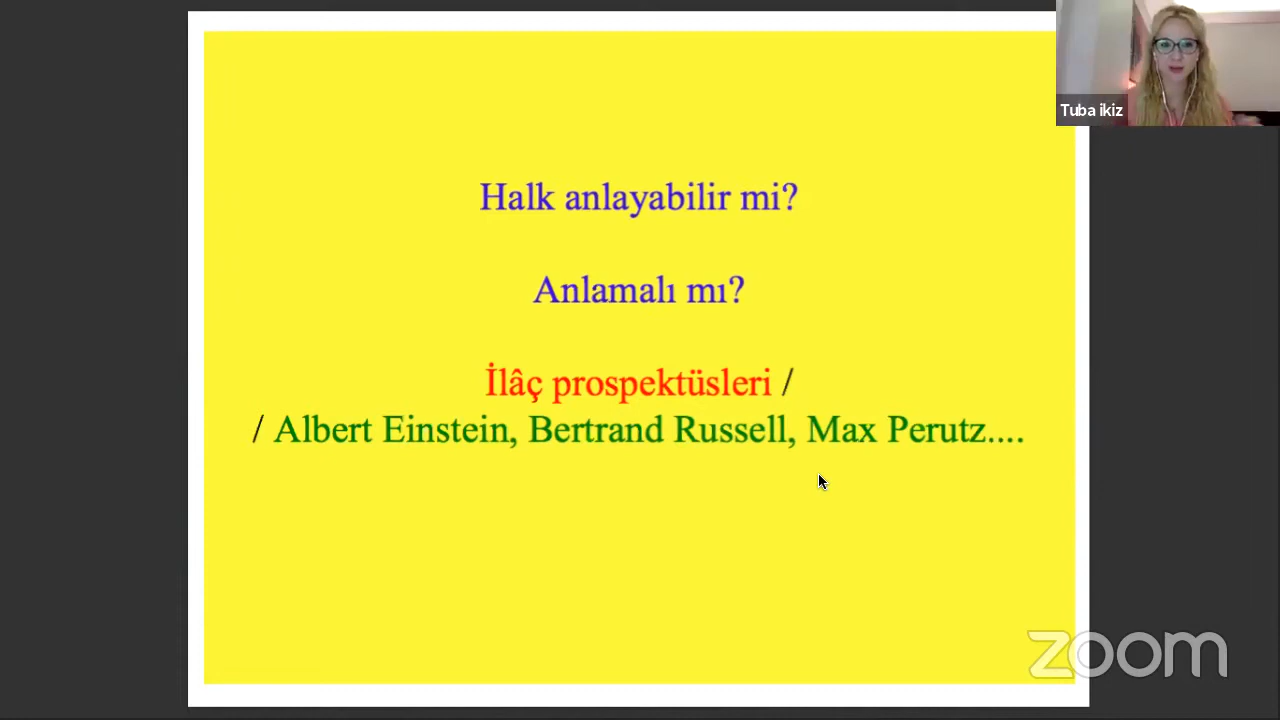 Tuba ikiz
Halk anlayabilir mi?
Anlamalı mı?
İlâç prospektüsleri /
/ Albert Einstein, Bertrand Russell, Max Perutz....
zoom